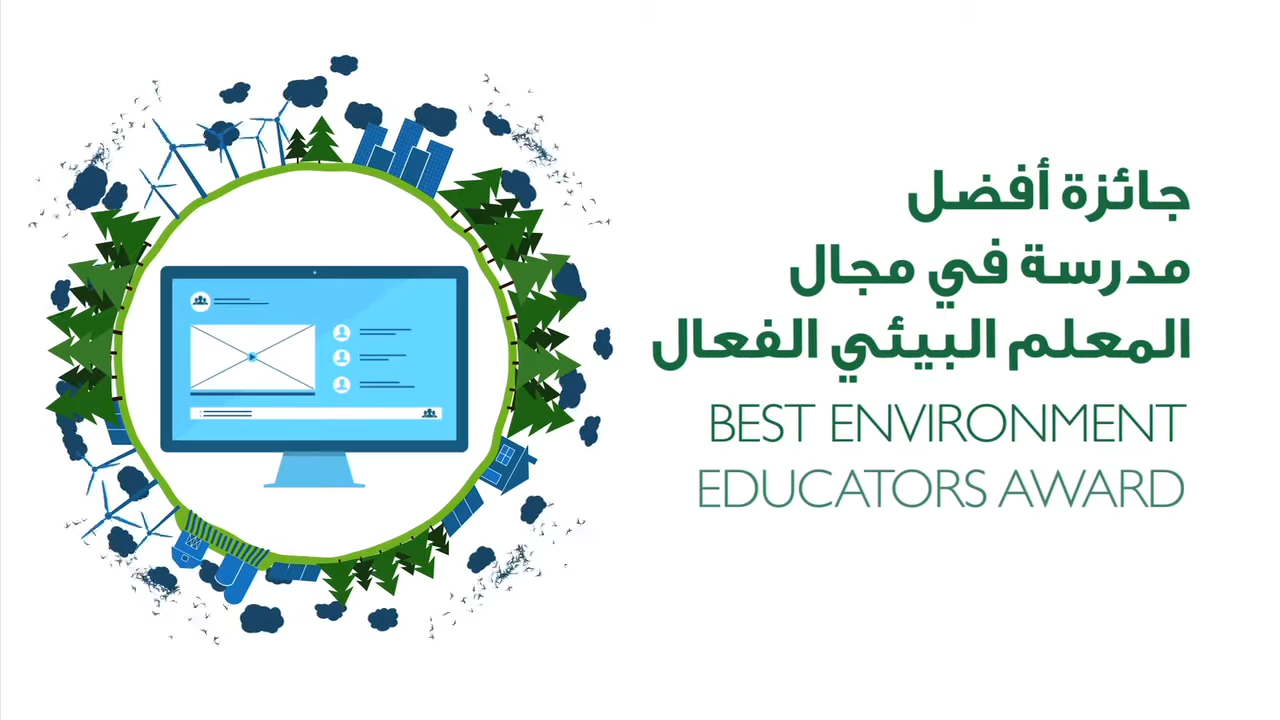 جائزة أفضل
مدرسة في مجال
المعلم البيئي الفعال
BEST ENVIRONMENT
EDUCATORS AWARD